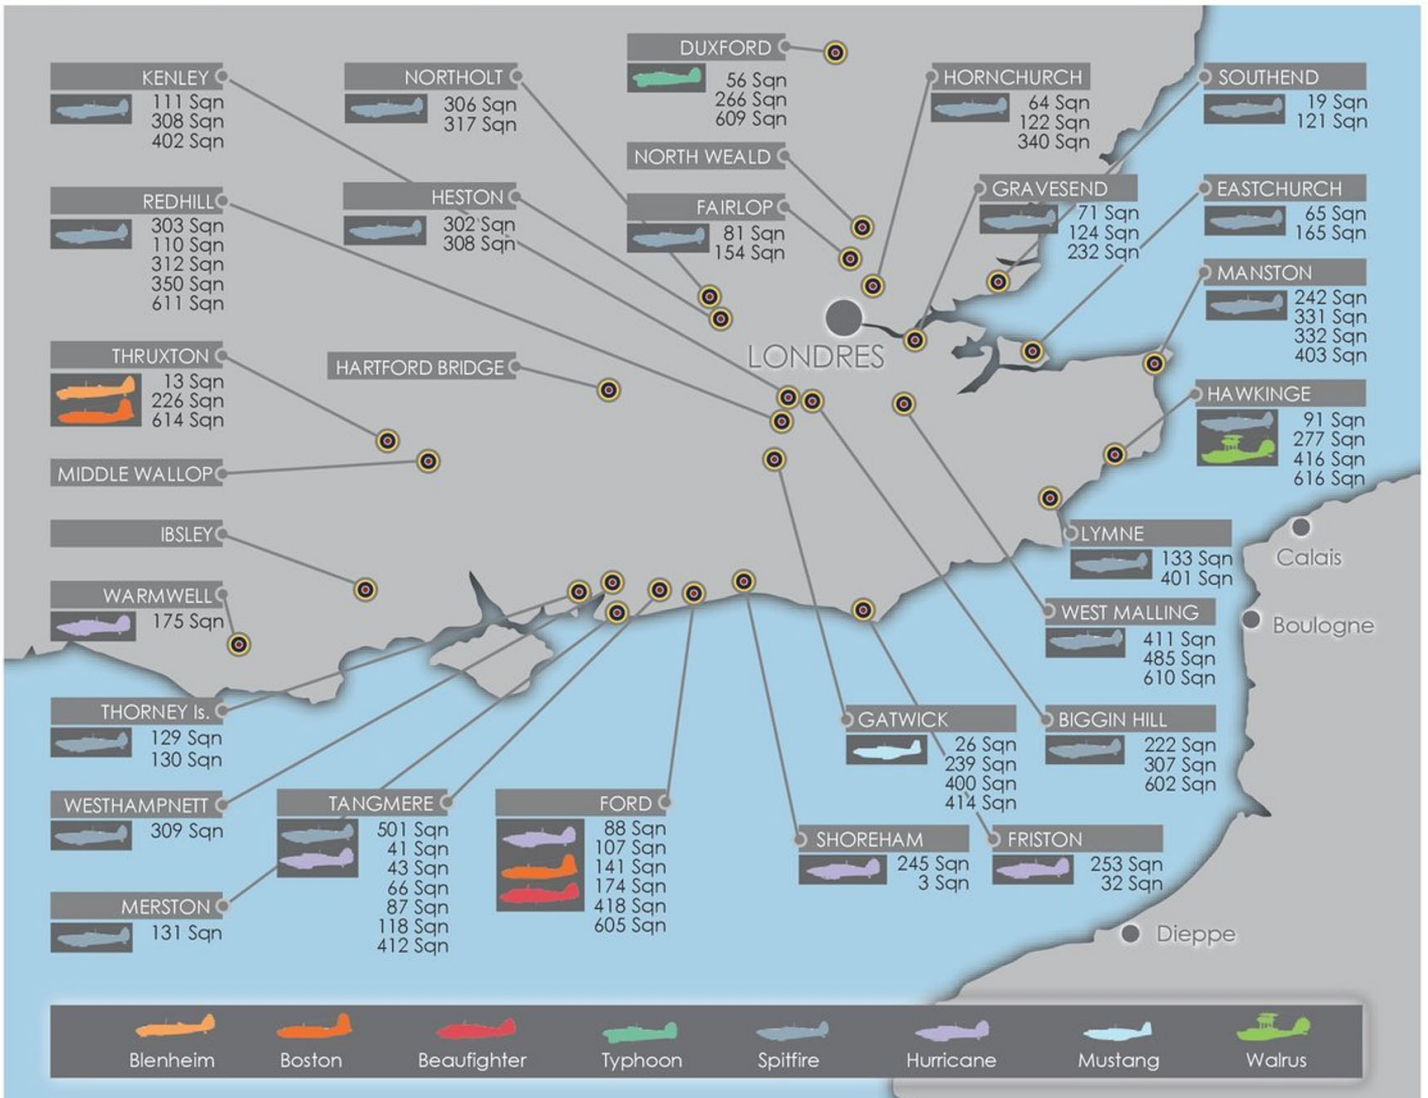 KENLEY
111 Sqn
308 Sqn
402 Sqn
NORTHOLT
306 Sqn
317 Sqn
DUXFORD
56 Sqn
266 Sqn
609 Sqn
HORNCHURCH
64 Sqn
122 Sqn
340 Sqn
SOUTHEND
19 Sqn
121 Sqn
NORTH WEALD
REDHILL
303 Sqn
110 Sqn
312 Sqn
350 Sqn
611 Sqn
HESTON
302 Sqn
308 Sqn
FAIRLOP
81 Sqn
154 Sqn
GRAVESEND
71 Sqn
124 Sqn
232 Sqn
EASTCHURCH
65 Sqn
165 Sqn
MANSTON
242 Sqn
331 Sqn
332 Sqn
403 Sqn
LONDRES
THRUXTON
13 Sqn
226 Sqn
614 Sqn
HARTFORD BRIDGE
HAWKINGE
91 Sqn
277 Sqn
416 Sqn
616 Sqn
MIDDLE WALLOP
IBSLEY
LYMNE
133 Sqn
401 Sqn
Calais
WARMWELL
175 Sqn
WEST MALLING
411 Sqn
485 Sqn
610 Sqn
Boulogne
THORNEY Is.
129 Sqn
130 Sqn
GATWICK
26 Sqn
239 Sqn
400 Sqn
414 Sqn
BIGGIN HILL
222 Sqn
307 Sqn
602 Sqn
WESTHAMPNETT
309 Sqn
TANGMERE
501 Sqn
41 Sqn
43 Sqn
66 Sqn
87 Sqn
118 Sqn
412 Sqn
FORD
88 Sqn
107 Sqn
141 Sqn
174 Sqn
418 Sqn
605 Sqn
SHOREHAM
245 Sqn
3 Sqn
FRISTON
253 Sqn
32 Sqn
MERSTON
131 Sqn
Dieppe
Blenheim
Boston
Beaufighter
Typhoon
Spitfire
Hurricane
Mustang
Walrus